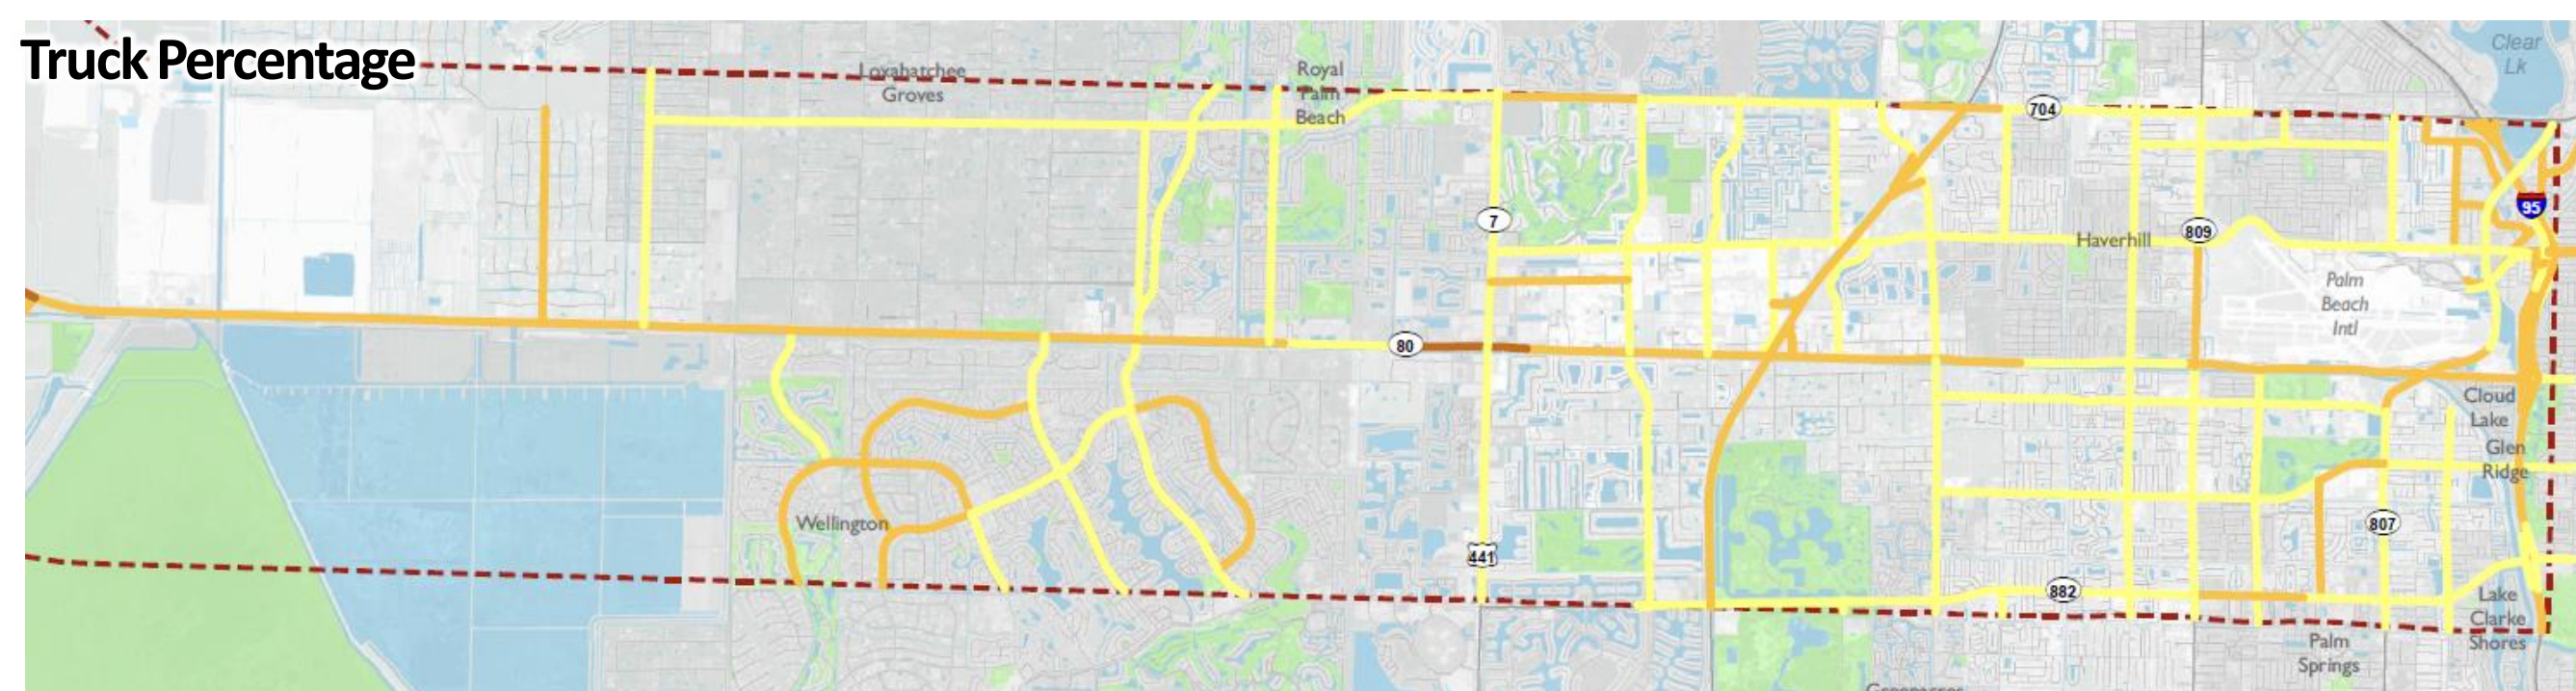 Truck Percentage
Clear
Lk
Loxahatchee
Groves
Royal
Palm
Beach
704
95
7
Haverhill
809
Palm
Beach
Intl
80
Cloud
Lake
Glen
Ridge
Wellington
807
441
882
Lake
Clarke
Shores
Palm
Springs